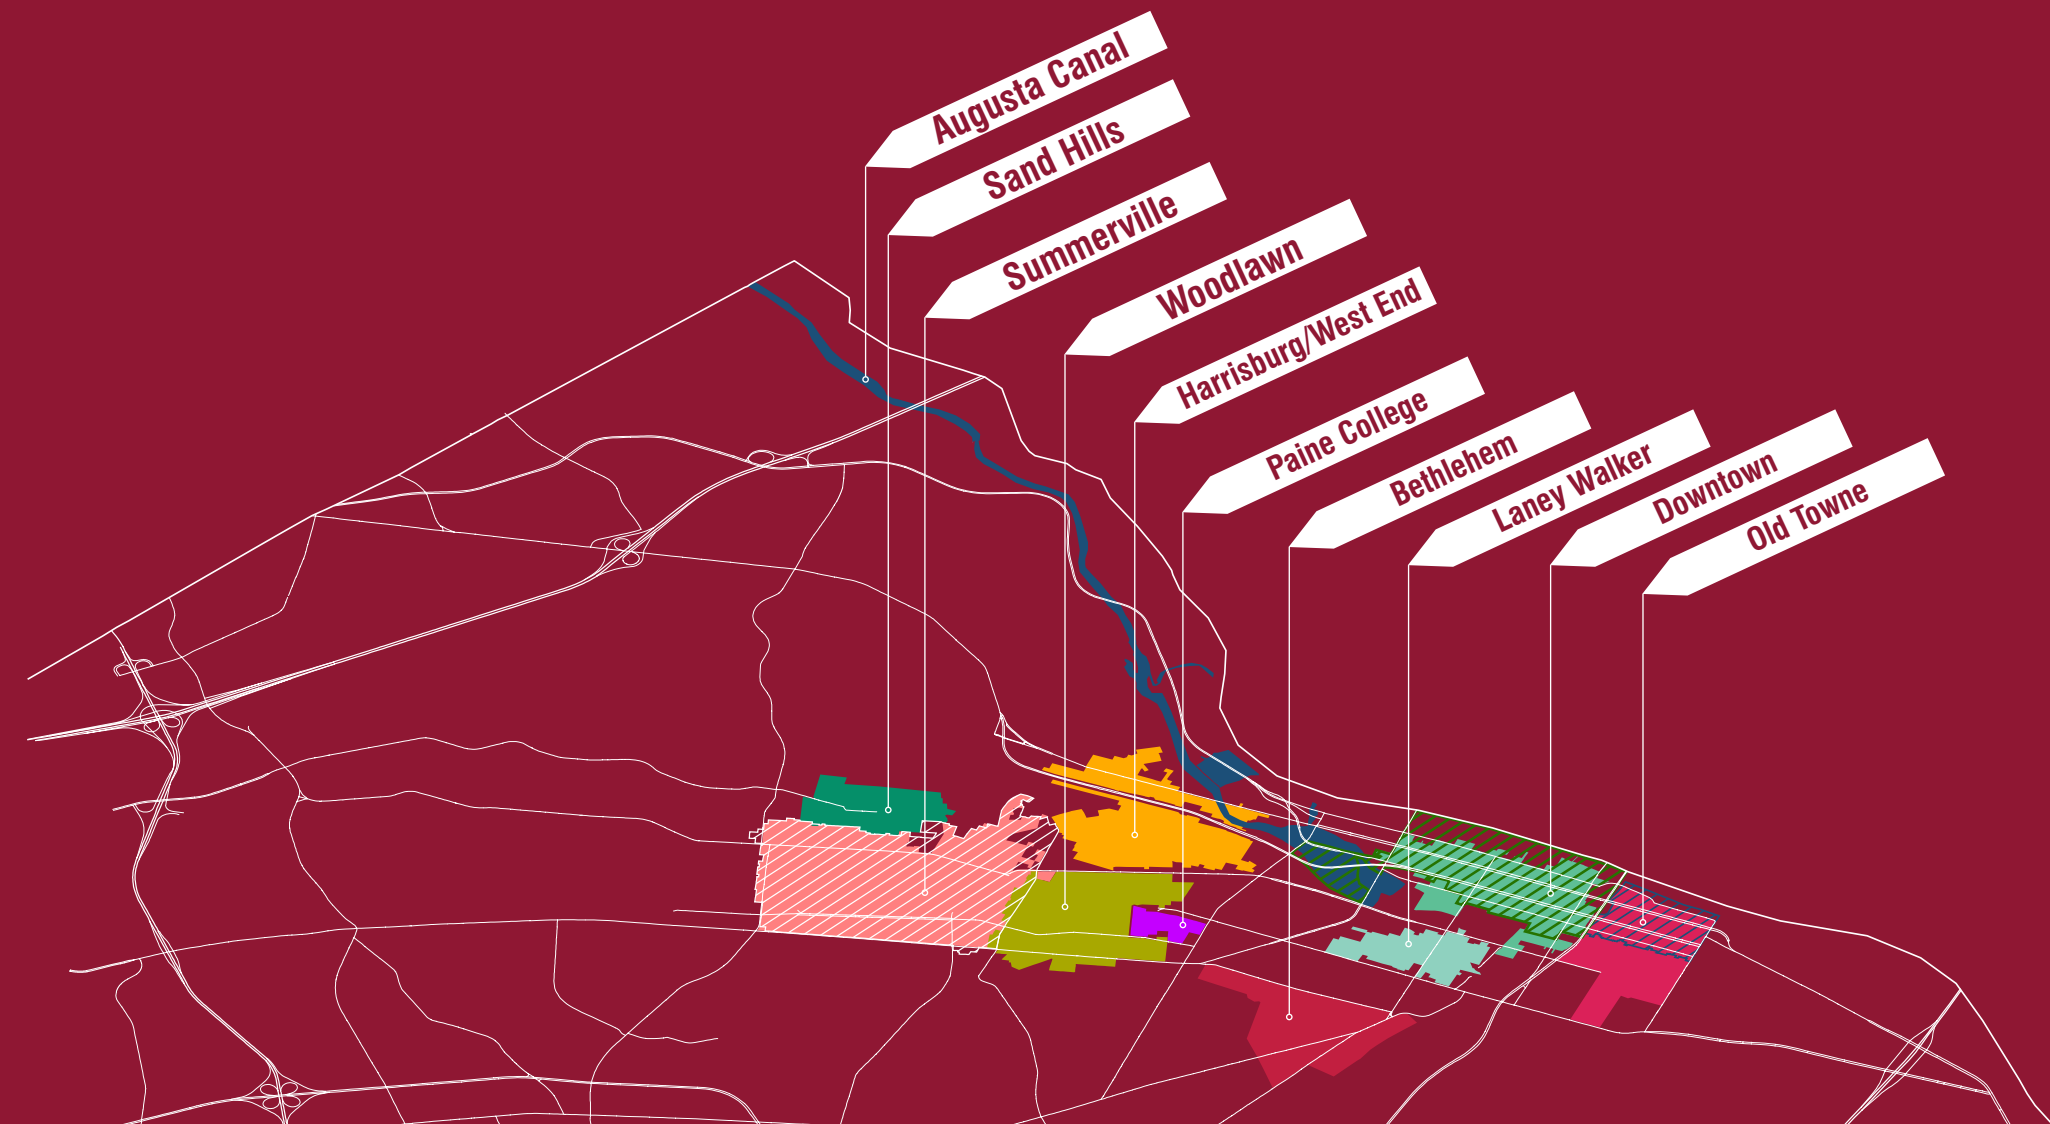 Augusta Canal
Sand Hills
Summerville
Woodlawn
Harrisburg/West End
Paine College
Bethlehem
Laney Walker
Downtown
Old Towne